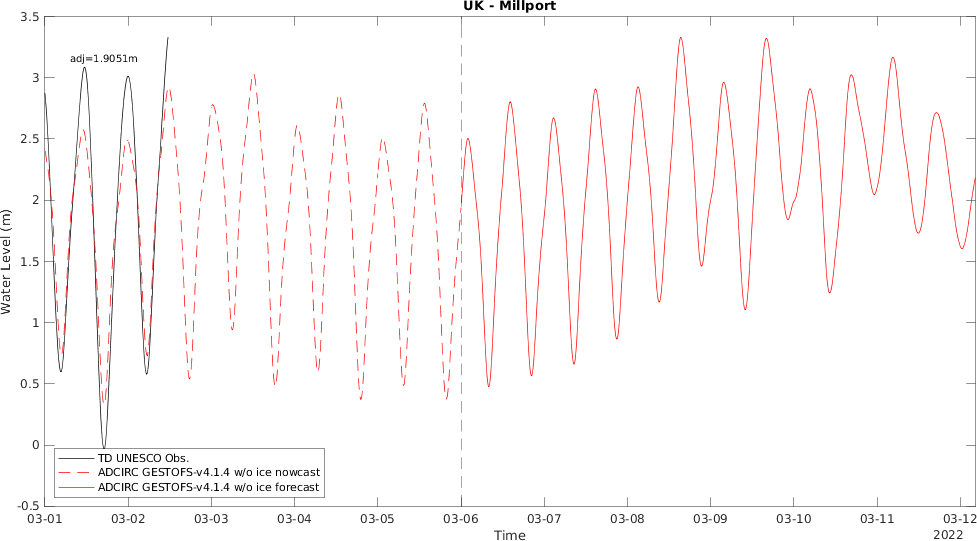 UK - Millport
3.5
3
2.5
2
1.5
1
0.5
0
-0.5
Water Level (m)
adj=1.9051m
TD UNESCO Obs.
ADCIRC GESTOFS-v4.1.4 w/o ice nowcast
ADCIRC GESTOFS-v4.1.4 w/o ice forecast
03-01 03-02 03-03 03-04 03-05 03-06 03-07 03-08 03-09 03-10 03-11 03-12
Time
2022